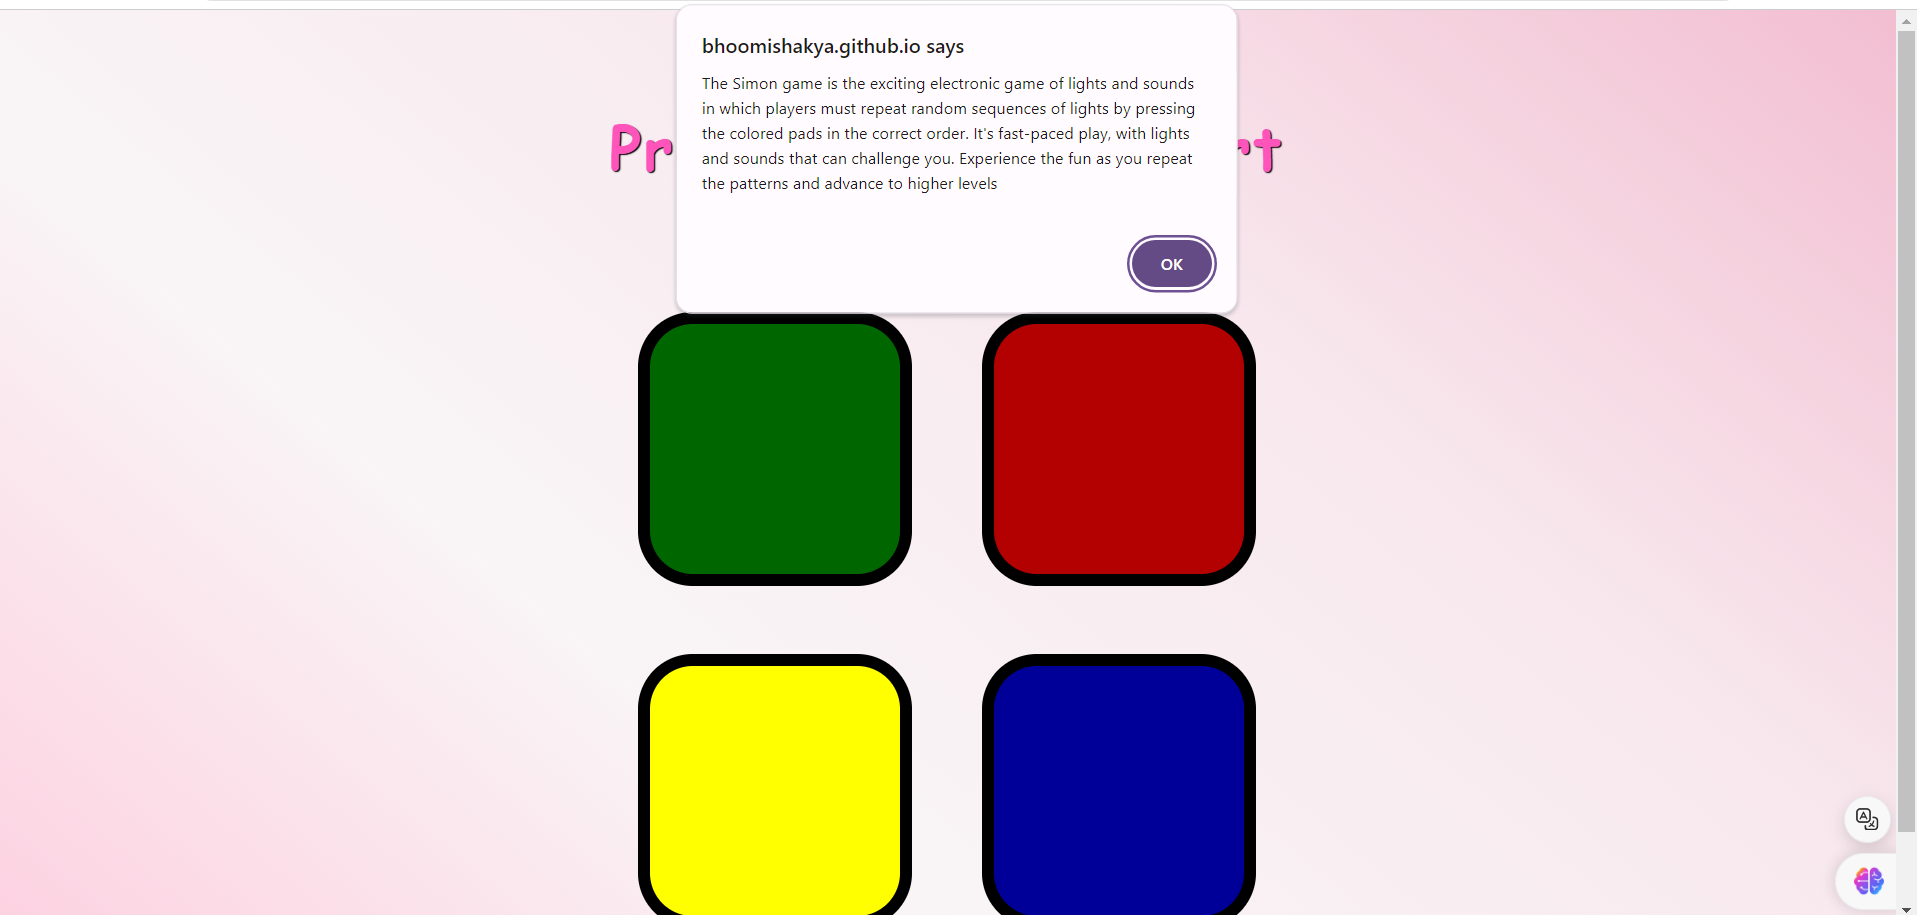 bhoomishakya.github.io says
The Simon game is the exciting electronic game of lights and sounds
in which players must repeat random sequences of lights by pressing
the colored pads in the correct order. It's fast-paced play, with lights
and sounds that can challenge you. Experience the fun as you repeat
the patterns and advance to higher levels
OK